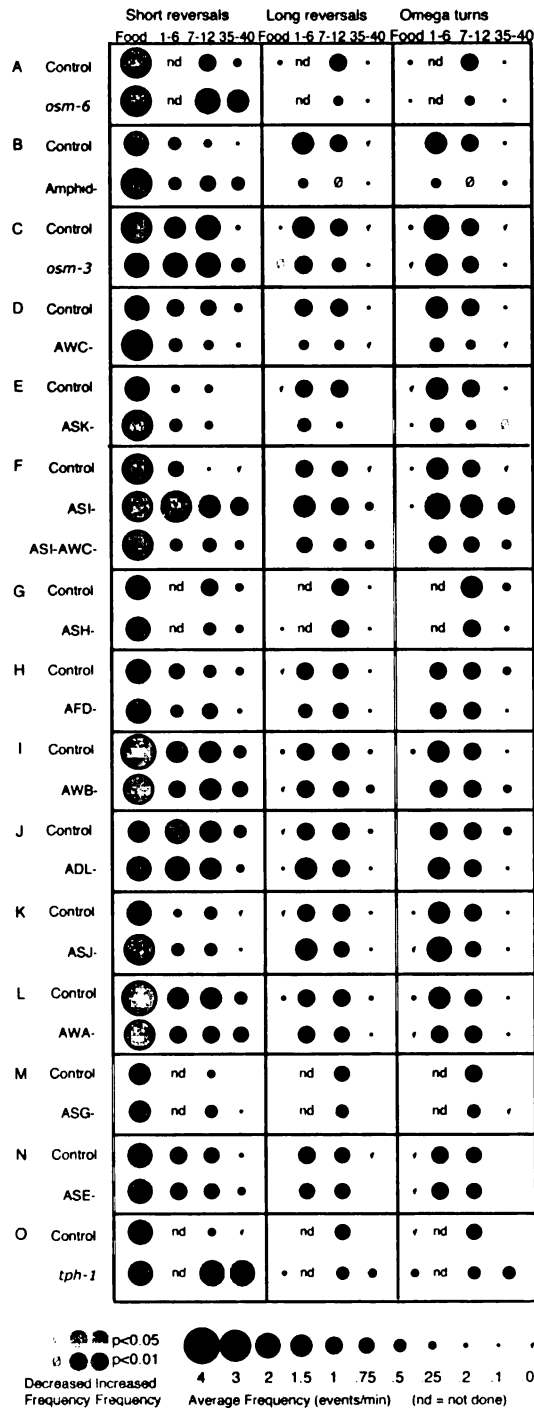 Short reversals Long reversals Omega turns
Food 1-6 7-12 35-40 Food 1-6 7-12 35-40 Food 1-6 7-12 35-40
A Control nd nd nd
osm-6 nd nd nd
B Control
Amphid- Ø Ø
C Control
osm-3
D Control
AWC-
E Control
ASK-
F Control
ASI-
ASI-AWC-
G Control nd nd nd
ASH- nd nd nd
H Control
AFD-
I Control
AWB-
J Control
ADL-
K Control
ASJ-
L Control
AWA-
M Control nd nd nd
ASG- nd nd nd
N Control
ASE-
O Control nd nd nd
tph-1 nd nd nd
p<0.05
Ø p<0.01
Decreased Increased
Frequency Frequency
4 3 2 1.5 1 .75 .5 .25 .2 .1 0
Average Frequency (events/min) (nd = not done)